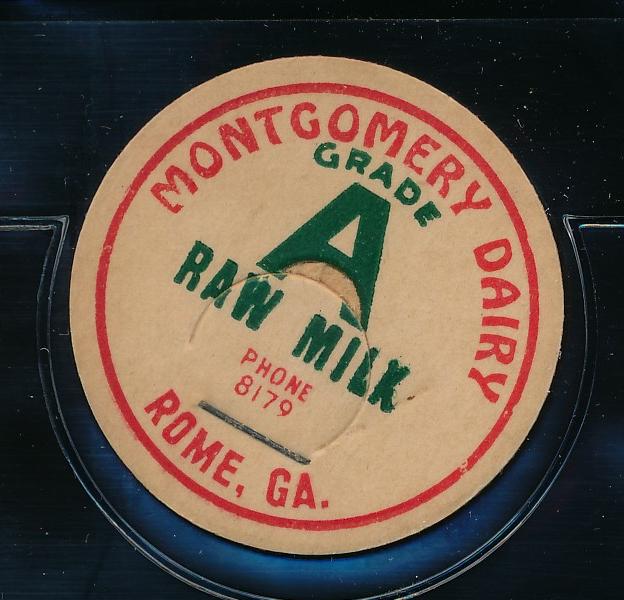 MONTGOMERY DAIRY
GRADE
A
RAW MILK
PHONE
8179
ROME, GA.